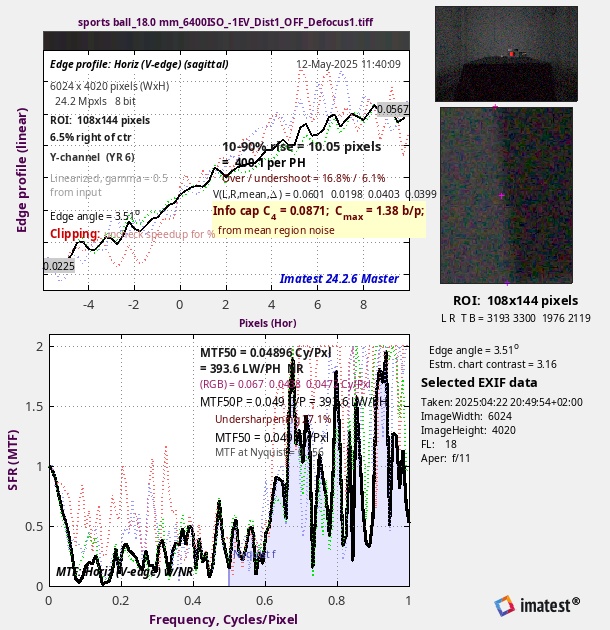 sports ball_18.0 mm_6400ISO_-1EV_Dist1_OFF_Defocus1.tiff
Edge profile: Horiz (V-edge) (sagittal)
12-May-2025 11:40:09
6024 x 4020 pixels (WxH)
24.2 Mpxls 8 bit
ROI: 108x144 pixels
6.5% right of ctr
Y-channel (YR 6)
Linearized, gamma = 0.5
from input
Edge angle = 3.51°
Clipping: uncheck speedup for %
10-90% rise = 10.05 pixels
= 400.1 per PH
Over / undershoot = 16.8% / 6.1%
V(L,R,mean,Δ) = 0.0601 0.0198 0.0403 0.0399
Info cap C4 = 0.0871; Cmax = 1.38 b/p;
from mean region noise
0.0567
0.0225
Imatest 24.2.6 Master
Edge profile (linear)
-4 -2 0 2 4 6 8
Pixels (Hor)
MTF50 = 0.04896 Cy/Pxl
= 393.6 LW/PH NR
Undersharpening
MTF: Horiz (V-edge) w/NR
SFR (MTF)
2
1.5
1
0.5
0
0 0.2 0.4 0.6 0.8 1
Frequency, Cycles/Pixel
ROI: 108x144 pixels
L R T B = 3193 3300 1976 2119
Edge angle = 3.51°
Estm. chart contrast = 3.16
Selected EXIF data
Taken: 2025:04:22 20:49:54+02:00
ImageWidth: 6024
ImageHeight: 4020
FL: 18
Aper: f/11
imatest®